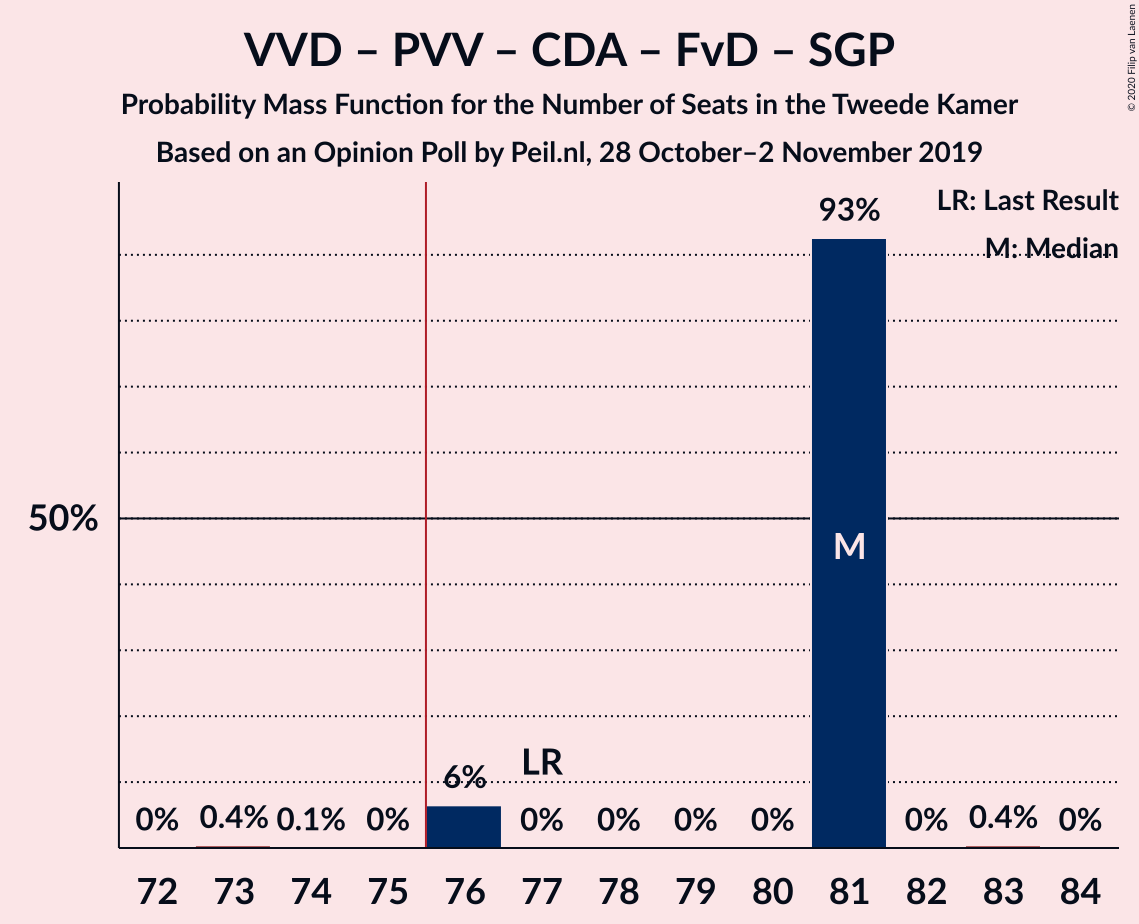 VVD – PVV – CDA – FvD – SGP
Probability Mass Function for the Number of Seats in the Tweede Kamer
Based on an Opinion Poll by Peil.nl, 28 October–2 November 2019
© 2020 Filip van Laenen
LR: Last Result
M: Median
93%
50%
M
LR
6%
0% 0.4% 0.1% 0% 0% 0% 0% 0% 0% 0.4% 0%
72 73 74 75 76 77 78 79 80 81 82 83 84